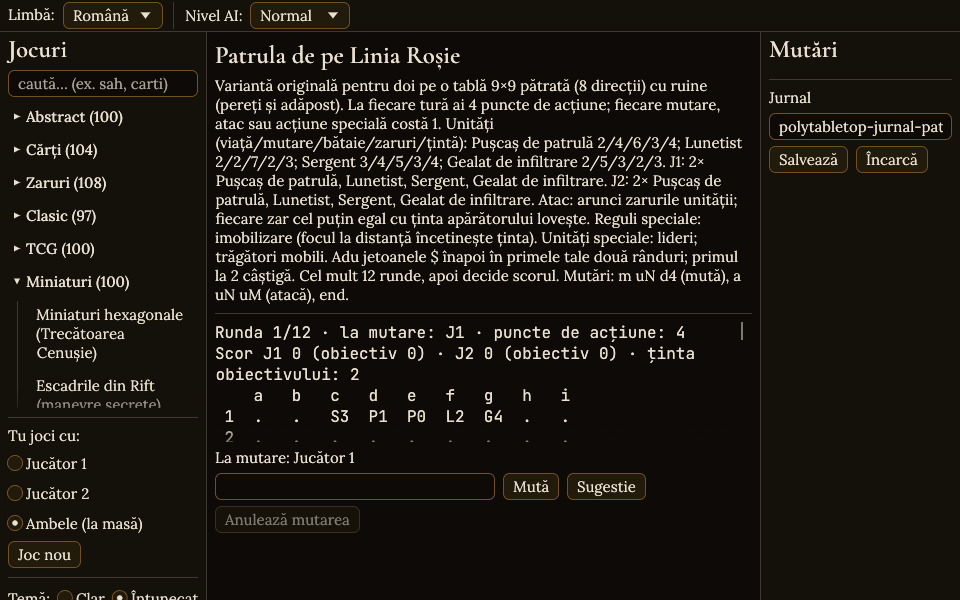 Limbă: Română ▼ Nivel AI: Normal ▼
Jocuri
caută... (ex. sah, carti)
▸ Abstract (100)
▸ Cărți (104)
▸ Zaruri (108)
▸ Clasic (97)
▸ TCG (100)
▾ Miniaturi (100)
Miniaturi hexagonale
(Trecătoarea
Cenușie)
Escadrile din Rift
(manevre secrete)
Tu joci cu:
Jucător 1
Jucător 2
Ambele (la masă)
Joc nou
Temă: Clar Întunecat
Patrula de pe Linia Roșie
Variantă originală pentru doi pe o tablă 9×9 pătrată (8 direcții) cu ruine
(pereți și adăpost). La fiecare tură ai 4 puncte de acțiune; fiecare mutare,
atac sau acțiune specială costă 1. Unități
(viață/mutare/bătaie/zaruri/țintă): Pușcaș de patrulă 2/4/6/3/4; Lunetist
2/2/7/2/3; Sergent 3/4/5/3/4; Gealat de infiltrare 2/5/3/2/3. J1: 2×
Pușcaș de patrulă, Lunetist, Sergent, Gealat de infiltrare. J2: 2× Pușcaș de
patrulă, Lunetist, Sergent, Gealat de infiltrare. Atac: arunci zarurile unității;
fiecare zar cel puțin egal cu ținta apărătorului lovește. Reguli speciale:
imobilizare (focul la distanță încetinește ținta). Unități speciale: lideri;
trăgători mobili. Adu jetoanele $ înapoi în primele tale două rânduri; primul
la 2 câștigă. Cel mult 12 runde, apoi decide scorul. Mutări: m uN d4 (mută), a
uN uM (atacă), end.
Runda 1/12 · la mutare: J1 · puncte de acțiune: 4
Scor J1 0 (obiectiv 0) · J2 0 (obiectiv 0) · ținta
obiectivului: 2
a b c d e f g h i
1 . . S3 P1 P0 L2 G4 . .
2 . . . . . . . . .
La mutare: Jucător 1
Mută Sugestie
Anulează mutarea
Mutări
Jurnal
polytabletop-jurnal-pat
Salvează Încarcă